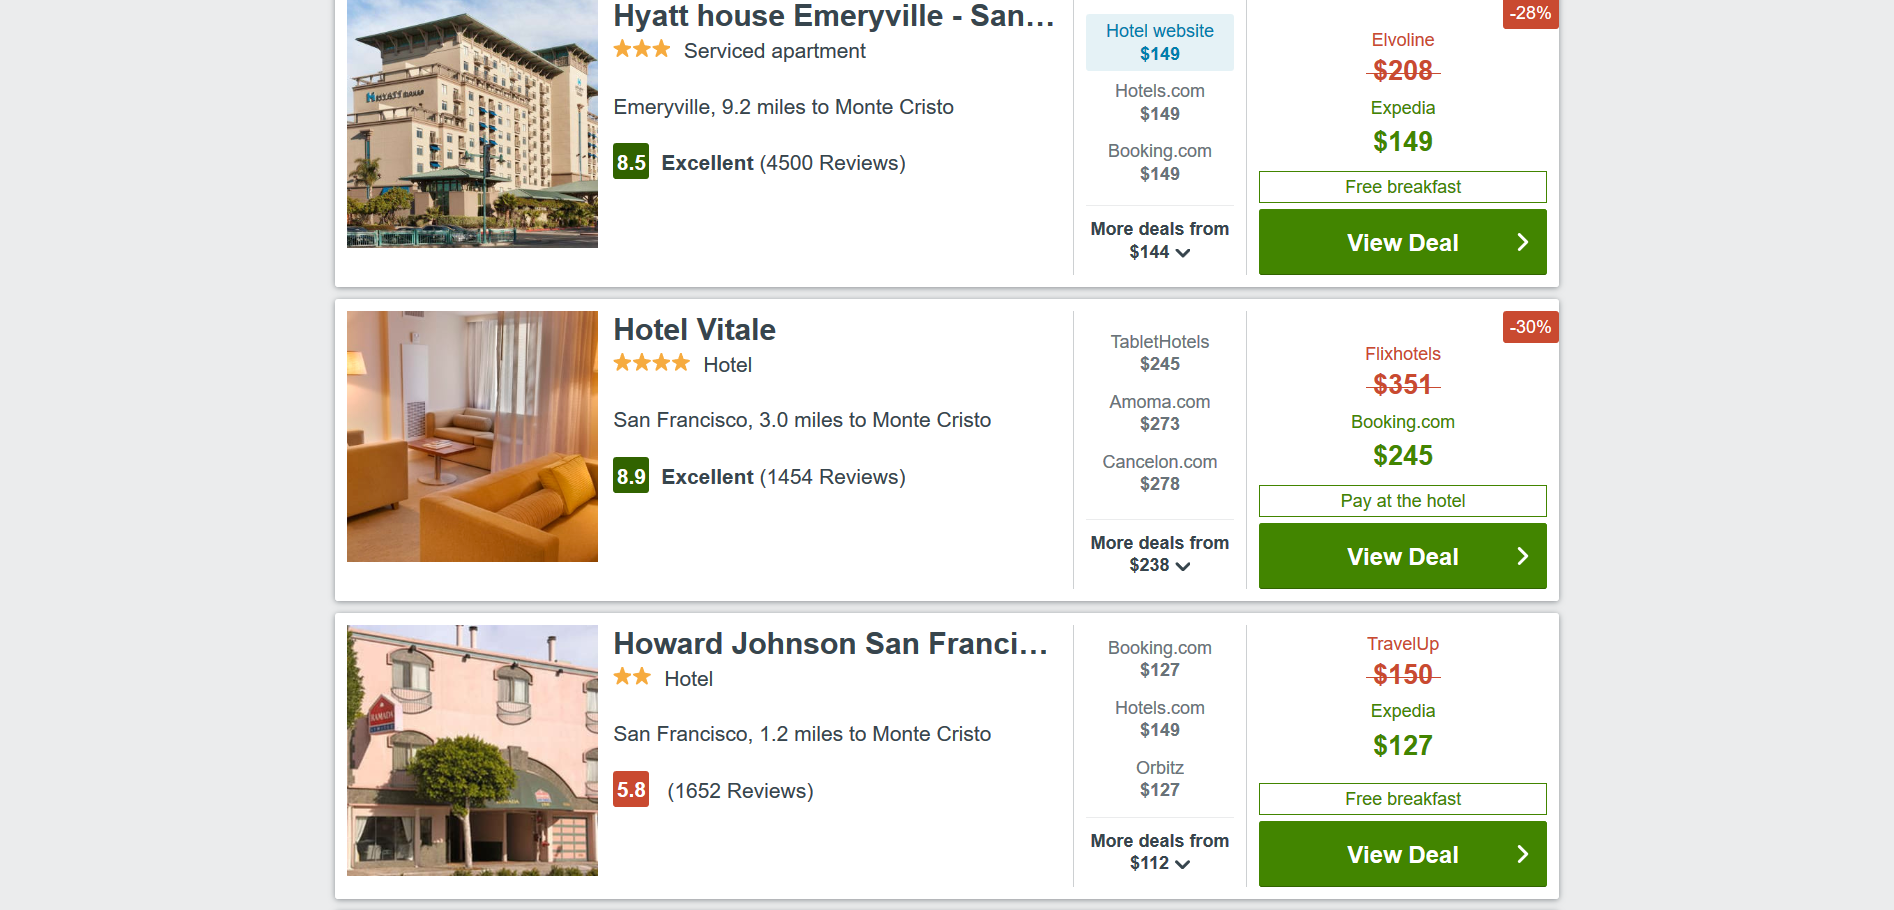 Hyatt house Emeryville - San...
Serviced apartment
Emeryville, 9.2 miles to Monte Cristo
8.5 Excellent (4500 Reviews)
Hotel website
$149
Hotels.com
$149
Booking.com
$149
More deals from
$144
-28%
Elvoline
$208
Expedia
$149
Free breakfast
View Deal
Hotel Vitale
Hotel
San Francisco, 3.0 miles to Monte Cristo
8.9 Excellent (1454 Reviews)
TabletHotels
$245
Amoma.com
$273
Cancelon.com
$278
More deals from
$238
-30%
Flixhotels
$351
Booking.com
$245
Pay at the hotel
View Deal
RAMADA
Howard Johnson San Franci...
Hotel
San Francisco, 1.2 miles to Monte Cristo
5.8 (1652 Reviews)
Booking.com
$127
Hotels.com
$149
Orbitz
$127
More deals from
$112
TravelUp
$150
Expedia
$127
Free breakfast
View Deal